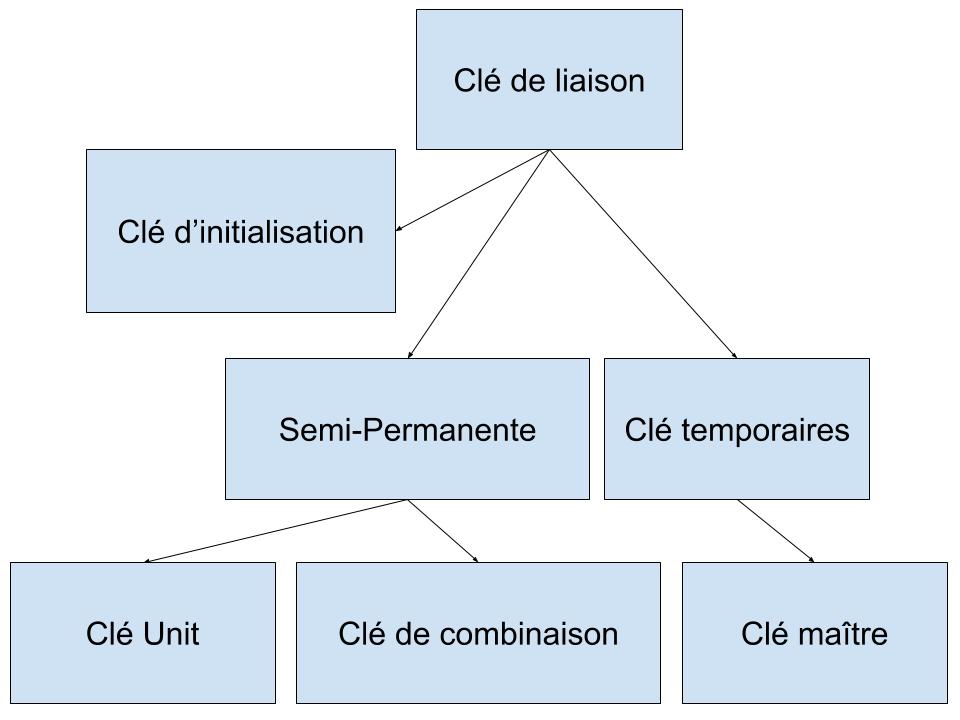 Clé de liaison
Clé d’initialisation
Semi-Permanente
Clé temporaires
Clé Unit
Clé de combinaison
Clé maître